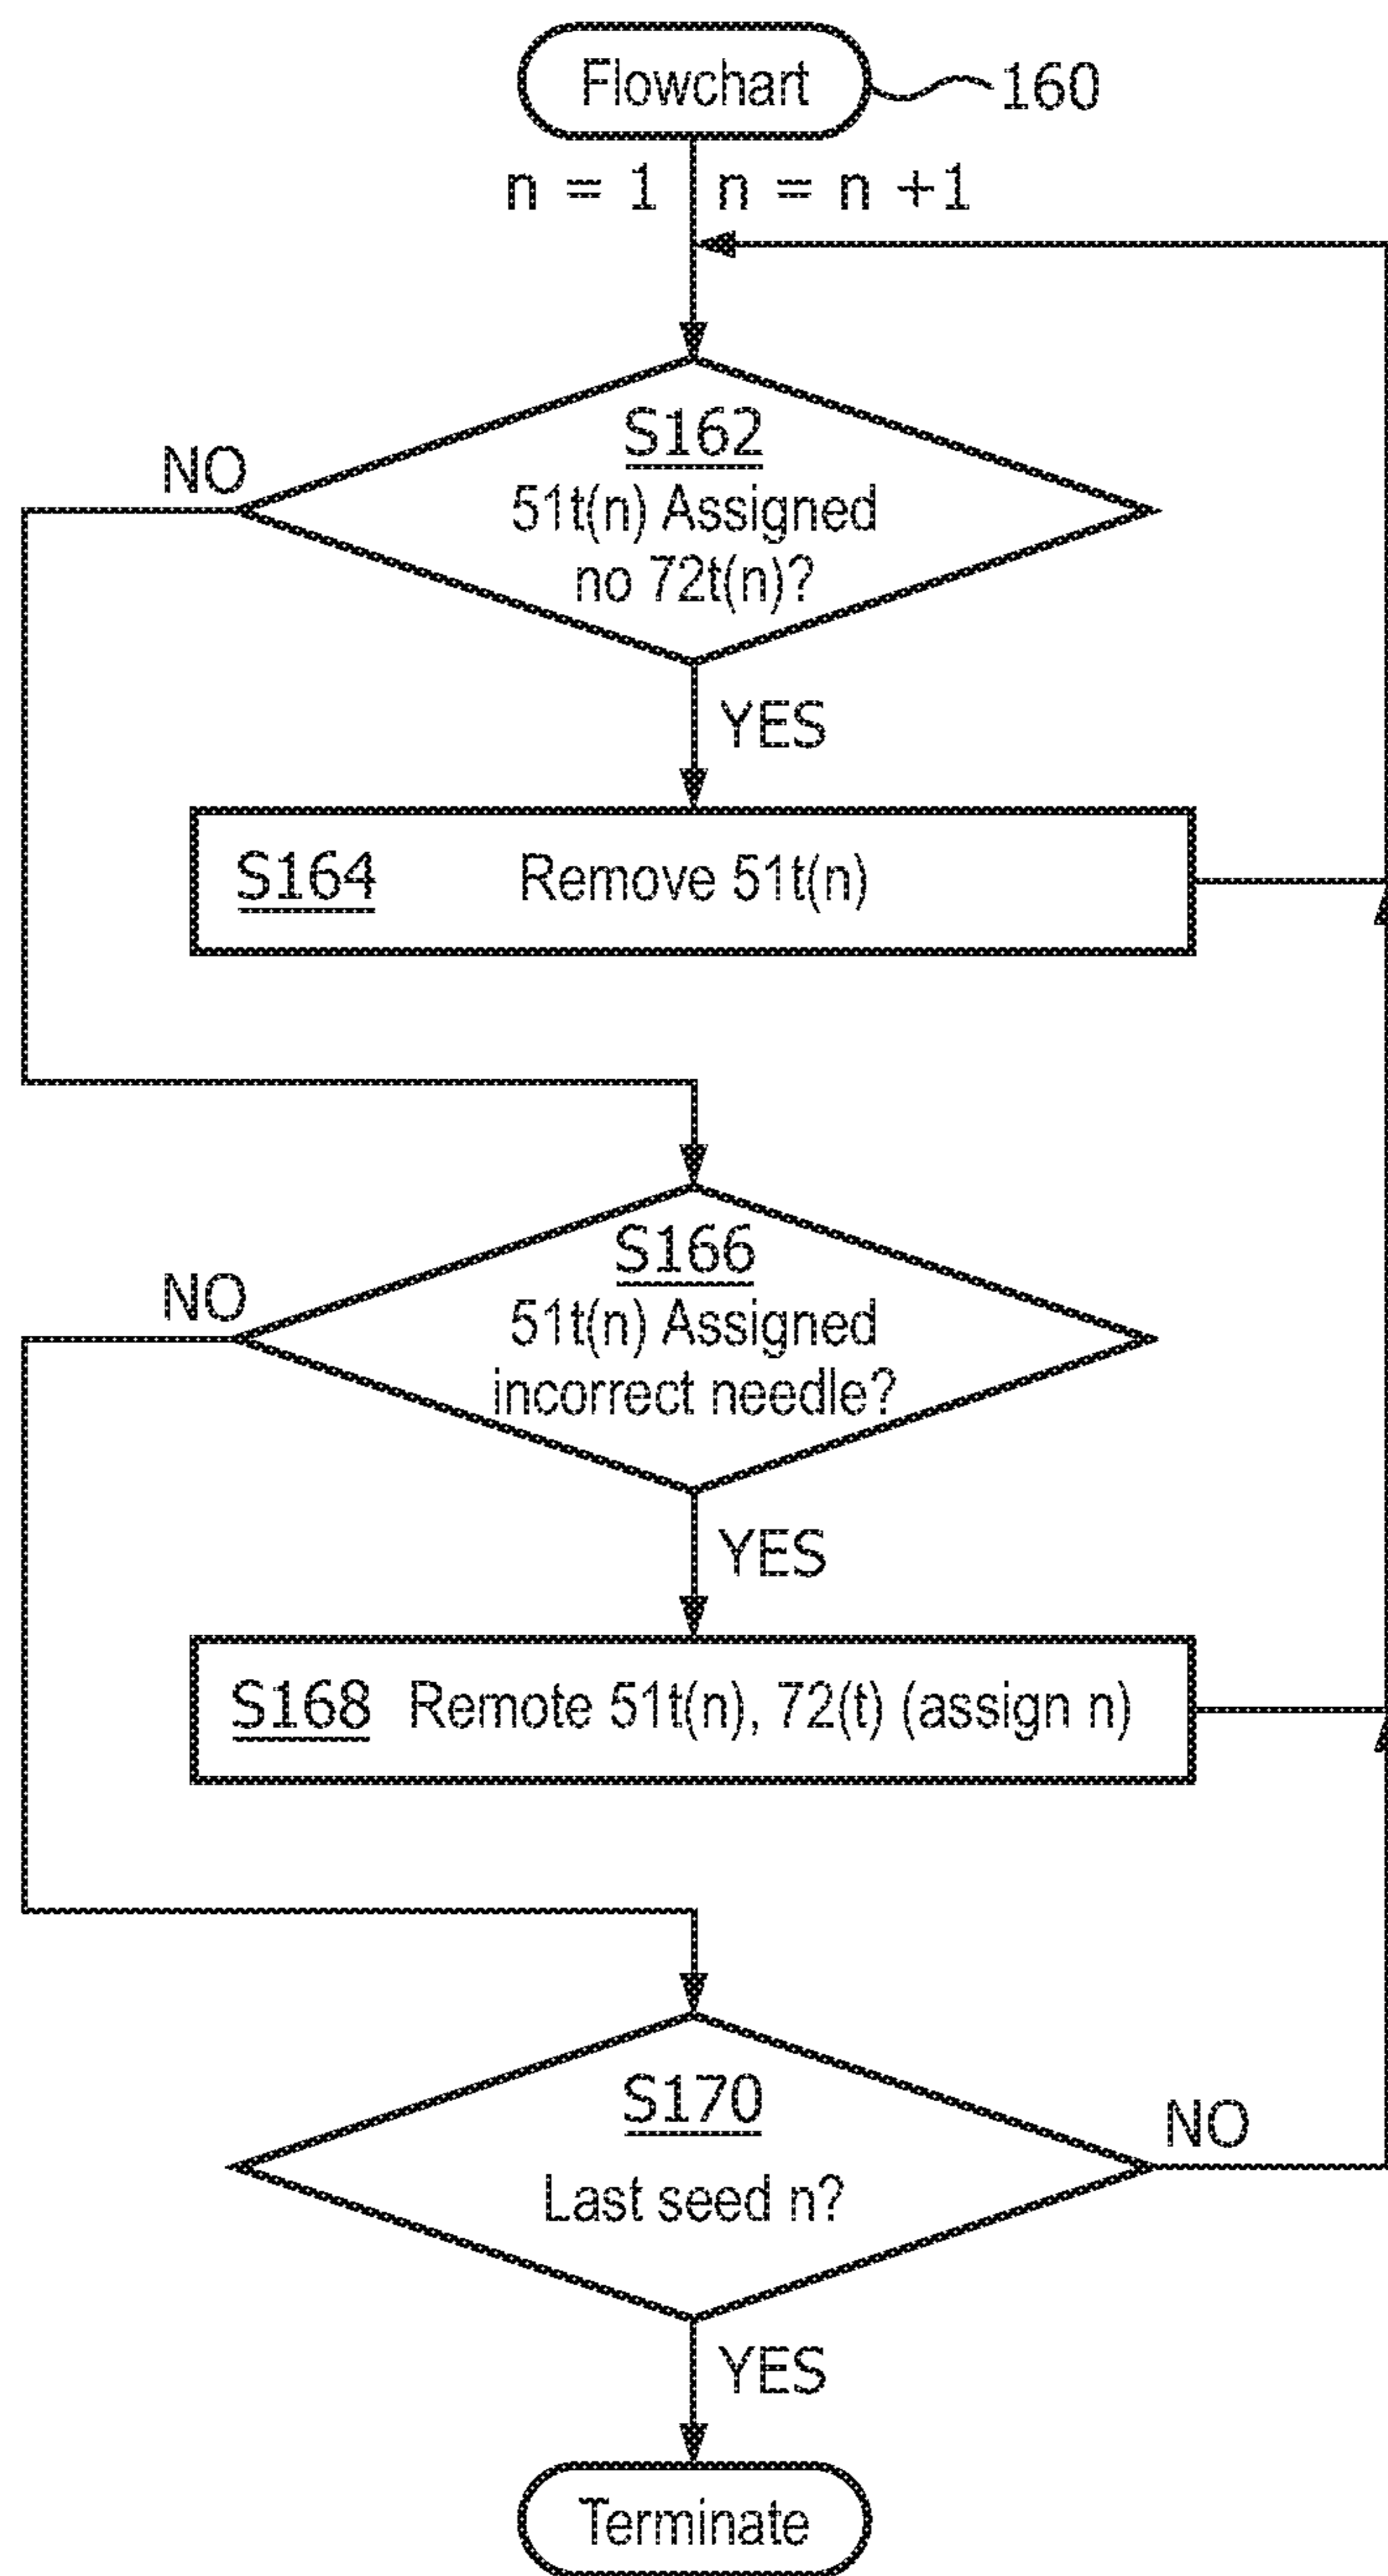 Flowchart
160
n = 1
n = n +1
S162
NO
51t(n) Assigned
no 72t(n)?
YES
S164 Remove 51t(n)
S166
NO
51t(n) Assigned
incorrect needle?
YES
S168 Remote 51t(n), 72(t) (assign n)
S170
NO
Last seed n?
YES
Terminate